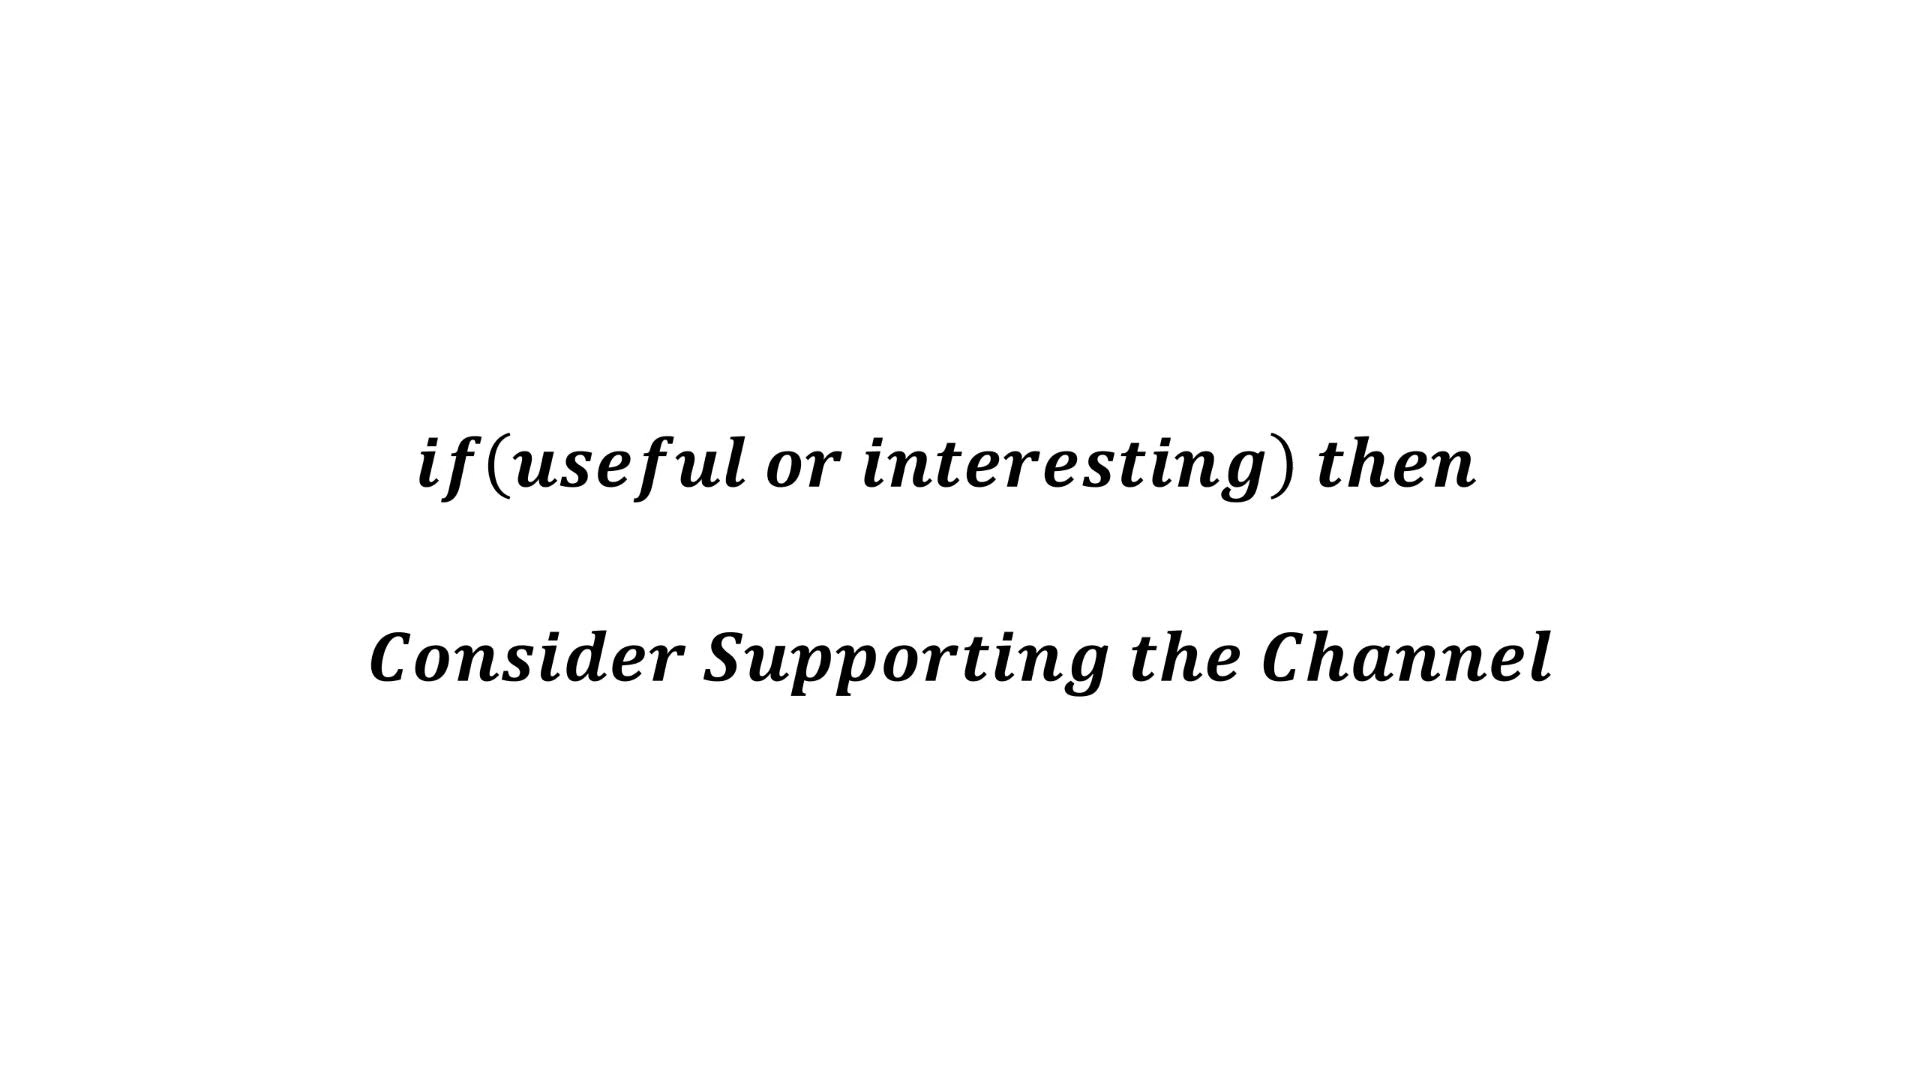 if(useful or interesting) then
Consider Supporting the Channel